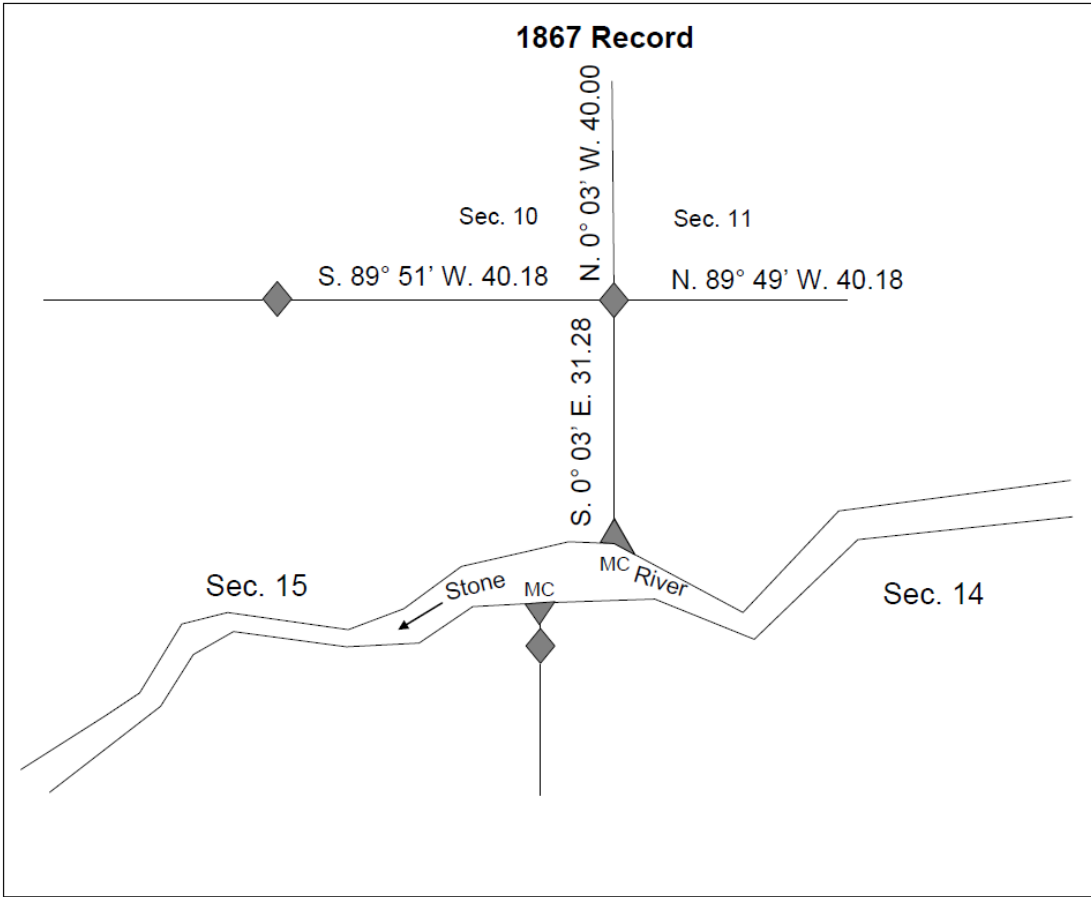 1867 Record
N. 0° 03' W. 40.00
Sec. 10
Sec. 11
S. 89° 51' W. 40.18
N. 89° 49' W. 40.18
S. 0° 03' E. 31.28
MC
River
Stone
MC
Sec. 15
Sec. 14